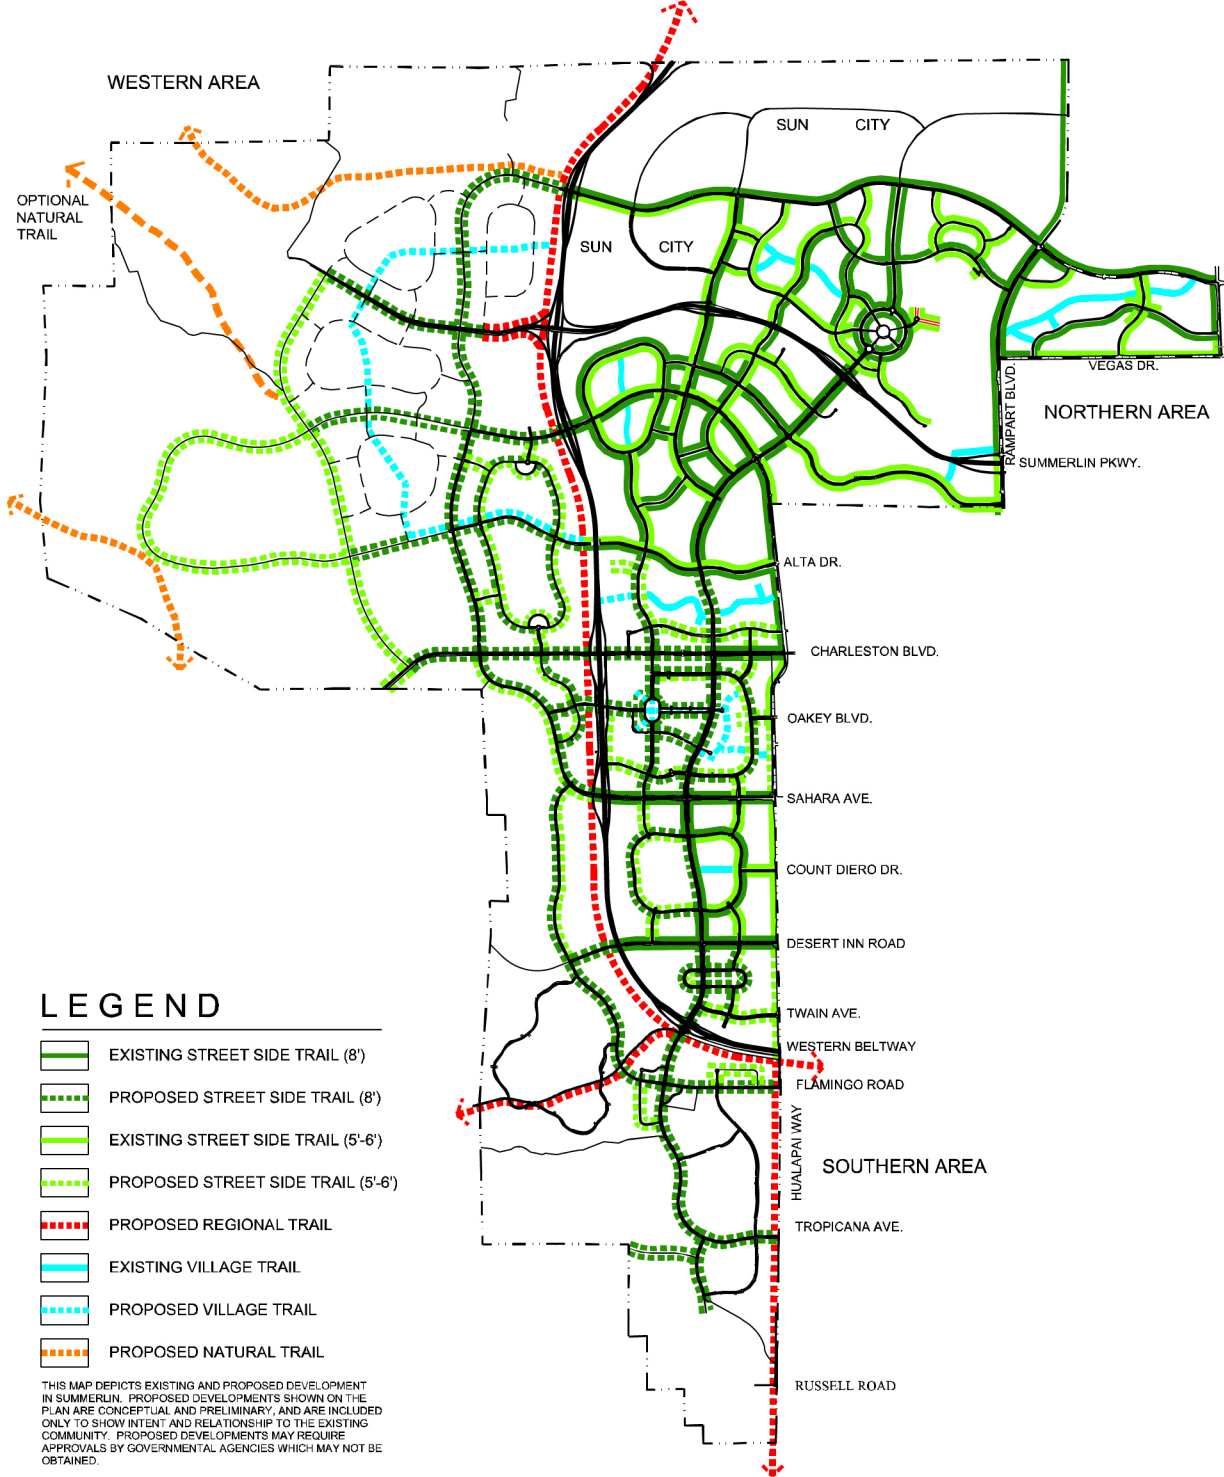 WESTERN AREA
SUN CITY
OPTIONAL
NATURAL
TRAIL
SUN CITY
VEGAS DR.
RAMPART BLVD.
NORTHERN AREA
SUMMERLIN PKWY.
ALTA DR.
CHARLESTON BLVD.
OAKEY BLVD.
SAHARA AVE.
COUNT DIERO DR.
DESERT INN ROAD
TWAIN AVE.
WESTERN BELTWAY
FLAMINGO ROAD
HUALAPAI WAY
SOUTHERN AREA
TROPICANA AVE.
RUSSELL ROAD
LEGEND
EXISTING STREET SIDE TRAIL (8')
PROPOSED STREET SIDE TRAIL (8')
EXISTING STREET SIDE TRAIL (5'-6')
PROPOSED STREET SIDE TRAIL (5'-6')
PROPOSED REGIONAL TRAIL
EXISTING VILLAGE TRAIL
PROPOSED VILLAGE TRAIL
PROPOSED NATURAL TRAIL
THIS MAP DEPICTS EXISTING AND PROPOSED DEVELOPMENT
IN SUMMERLIN. PROPOSED DEVELOPMENTS SHOWN ON THE
PLAN ARE CONCEPTUAL AND PRELIMINARY, AND ARE INCLUDED
ONLY TO SHOW INTENT AND RELATIONSHIP TO THE EXISTING
COMMUNITY. PROPOSED DEVELOPMENTS MAY REQUIRE
APPROVALS BY GOVERNMENTAL AGENCIES WHICH MAY NOT BE
OBTAINED.